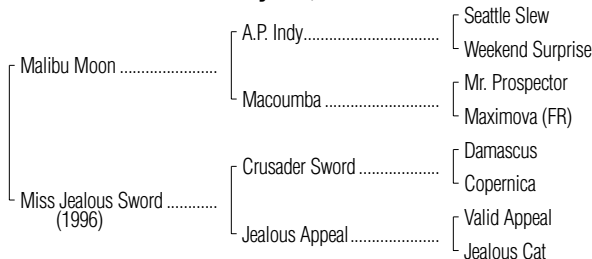 Seattle Slew
A.P. Indy................................
Weekend Surprise
Malibu Moon .......................
Mr. Prospector
Macoumba ...........................
Maximova (FR)
Damascus
Crusader Sword ...................
Copernica
Miss Jealous Sword ............
(1996)
Valid Appeal
Jealous Appeal.....................
Jealous Cat